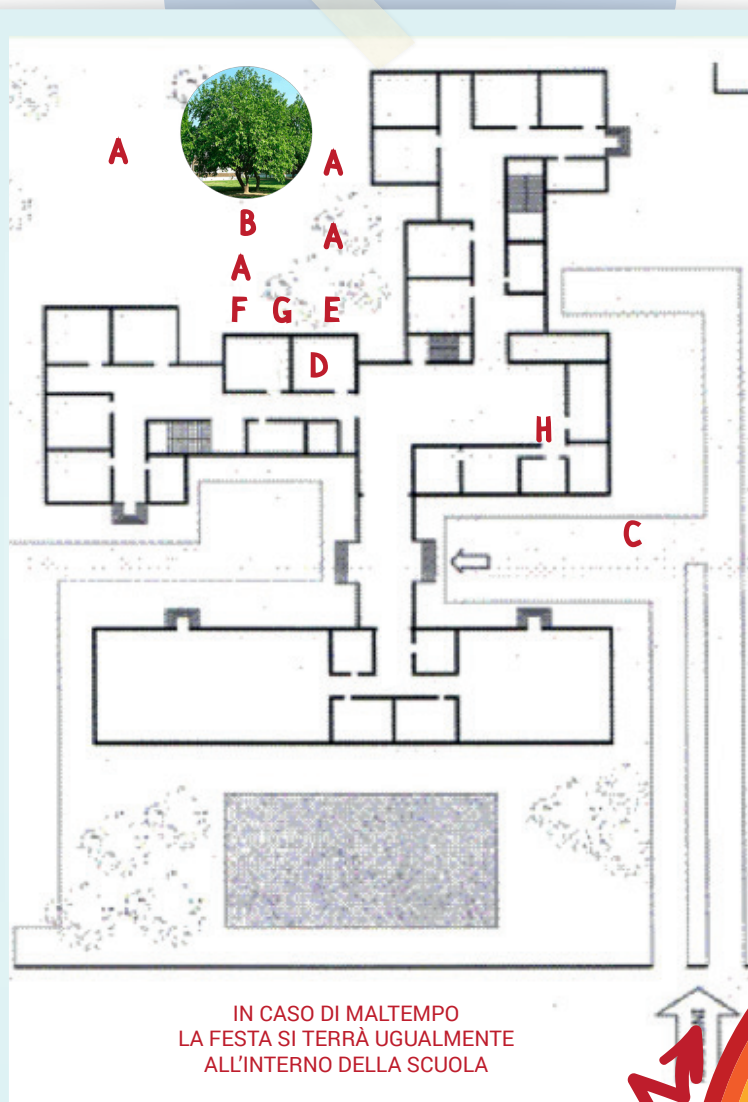 A
A
B
A
A
F G E
D
H
C
IN CASO DI MALTEMPO
LA FESTA SI TERRÀ UGUALMENTE
ALL'INTERNO DELLA SCUOLA